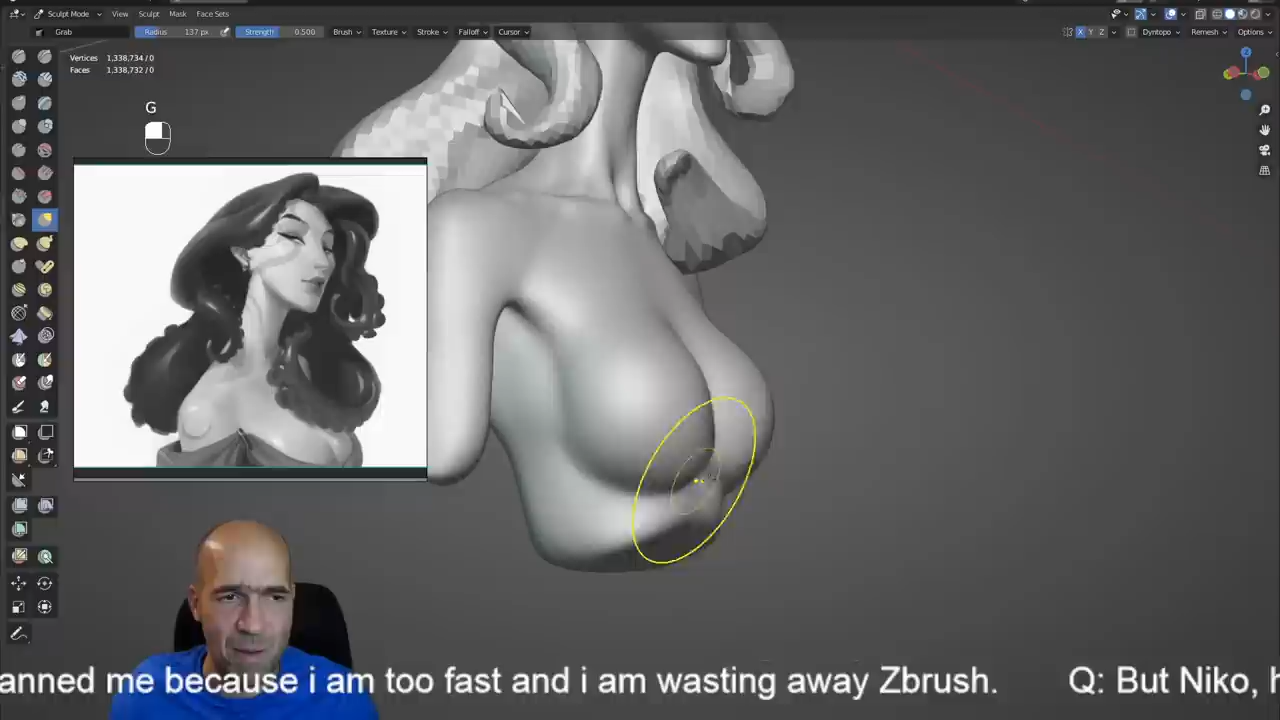 Sculpt Mode View Sculpt Mask Face Sets
Grab Radius 137 px Strength 0.500 Brush Texture Stroke Falloff Cursor X Y Z Dyntopo Remesh Options
Vertices 1,338,734 / 0
Faces 1,338,732 / 0
Z
G
anned me because i am too fast and i am wasting away Zbrush. Q: But Niko, h